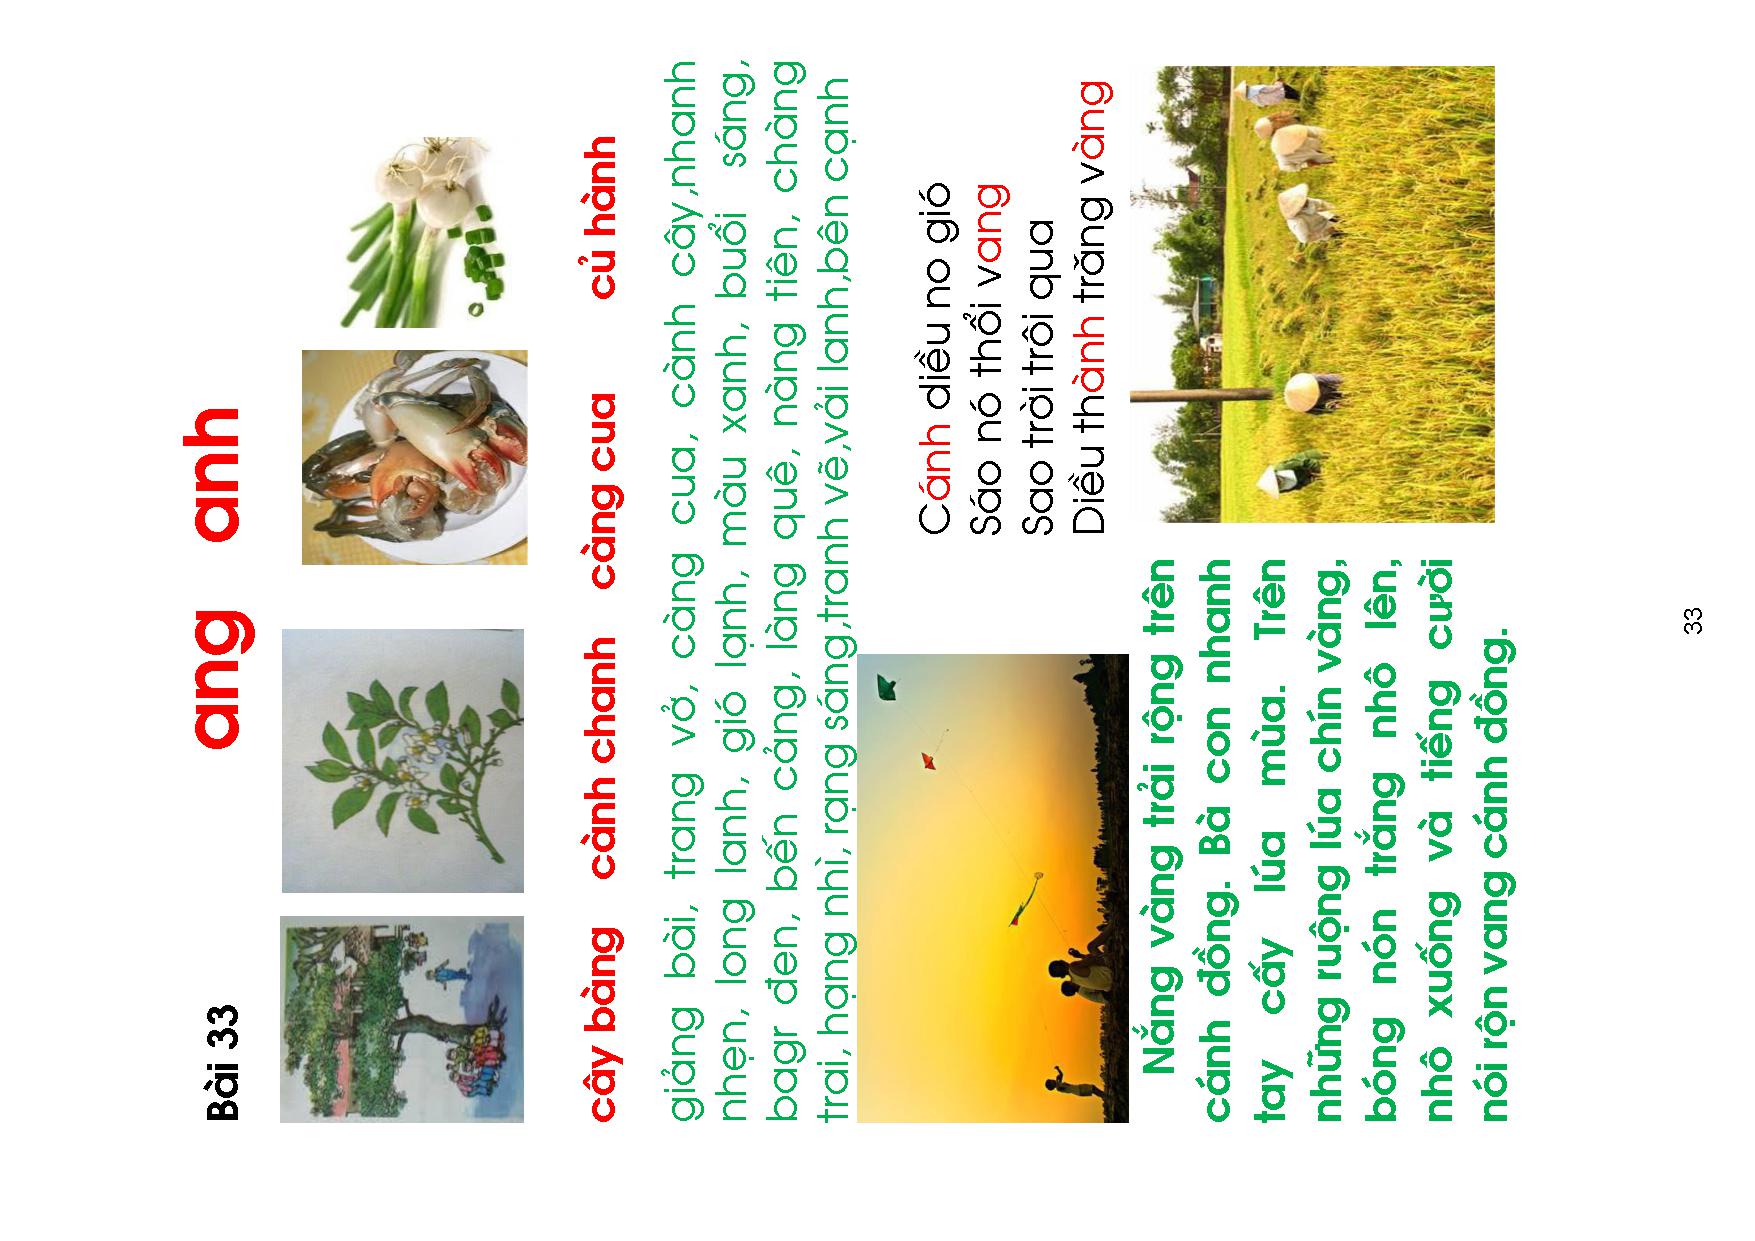 Bài 33 ang anh
cây bàng cành chanh càng cua củ hành
giảng bài, trang vở, càng cua, cành cây,nhanh
nhẹn, long lanh, gió lạnh, màu xanh, buổi sáng,
bagr đen, bến cảng, làng quê, nàng tiên, chàng
trai, hạng nhì, rạng sáng,tranh vẽ,vải lanh,bên cạnh
Cánh diều no gió
Sáo nó thổi vang
Sao trời trôi qua
Diều thành trăng vàng
Nắng vàng trải rộng trên
cánh đồng. Bà con nhanh
tay cấy lúa mùa. Trên
những ruộng lúa chín vàng,
bóng nón trắng nhô lên,
nhô xuống và tiếng cười
nói rộn vang cánh đồng.
33